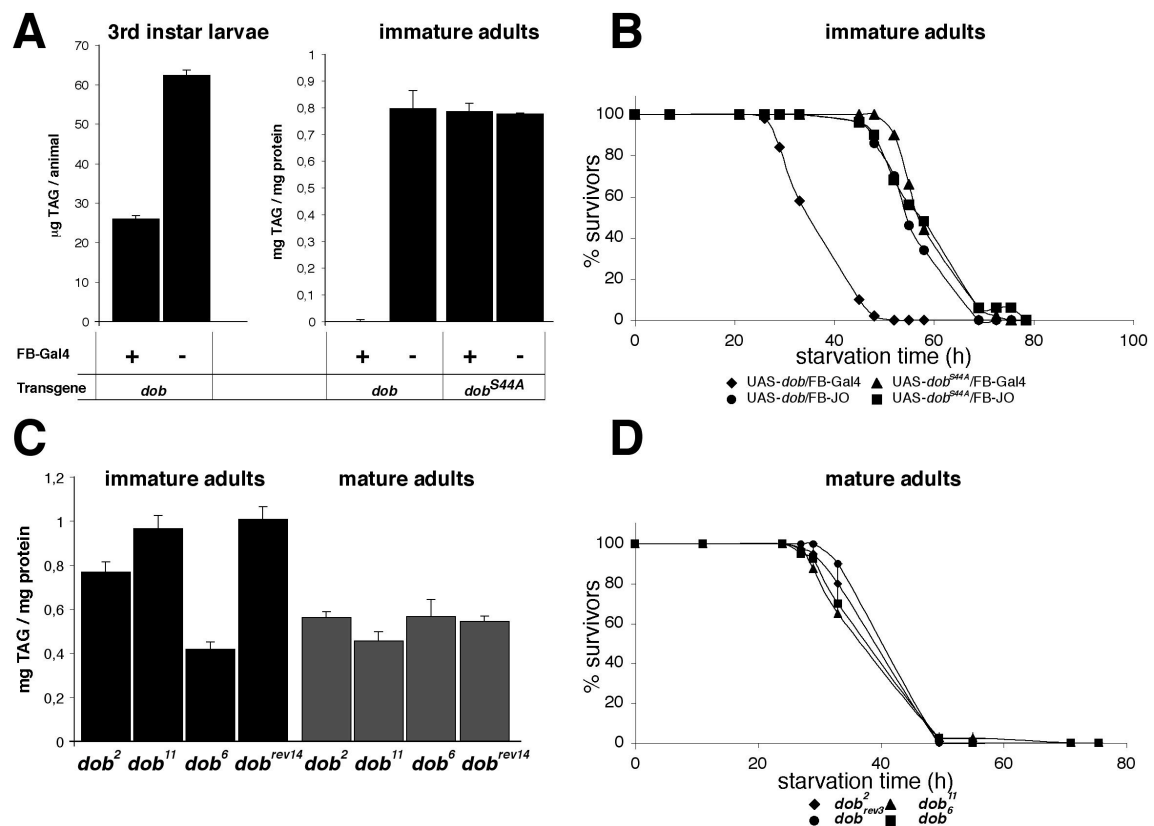 A
3rd instar larvae
immature adults
µg TAG / animal
70
60
50
40
30
20
10
0
mg TAG / mg protein
1
0,9
0,8
0,7
0,6
0,5
0,4
0,3
0,2
0,1
0
FB-Gal4 + - + - + -
Transgene dob dob dob^S44A
B
immature adults
% survivors
100
80
60
40
20
0
0 20 40 60 80 100
starvation time (h)
UAS-dob/FB-Gal4 UAS-dob^S44A/FB-Gal4
UAS-dob/FB-JO UAS-dob^S44A/FB-JO
C
immature adults mature adults
mg TAG / mg protein
1,2
1
0,8
0,6
0,4
0,2
0
dob^2 dob^11 dob^6 dob^rev14 dob^2 dob^11 dob^6 dob^rev14
D
mature adults
% survivors
100
80
60
40
20
0
0 20 40 60 80
starvation time (h)
dob^2 dob^11
dob^rev3 dob^6